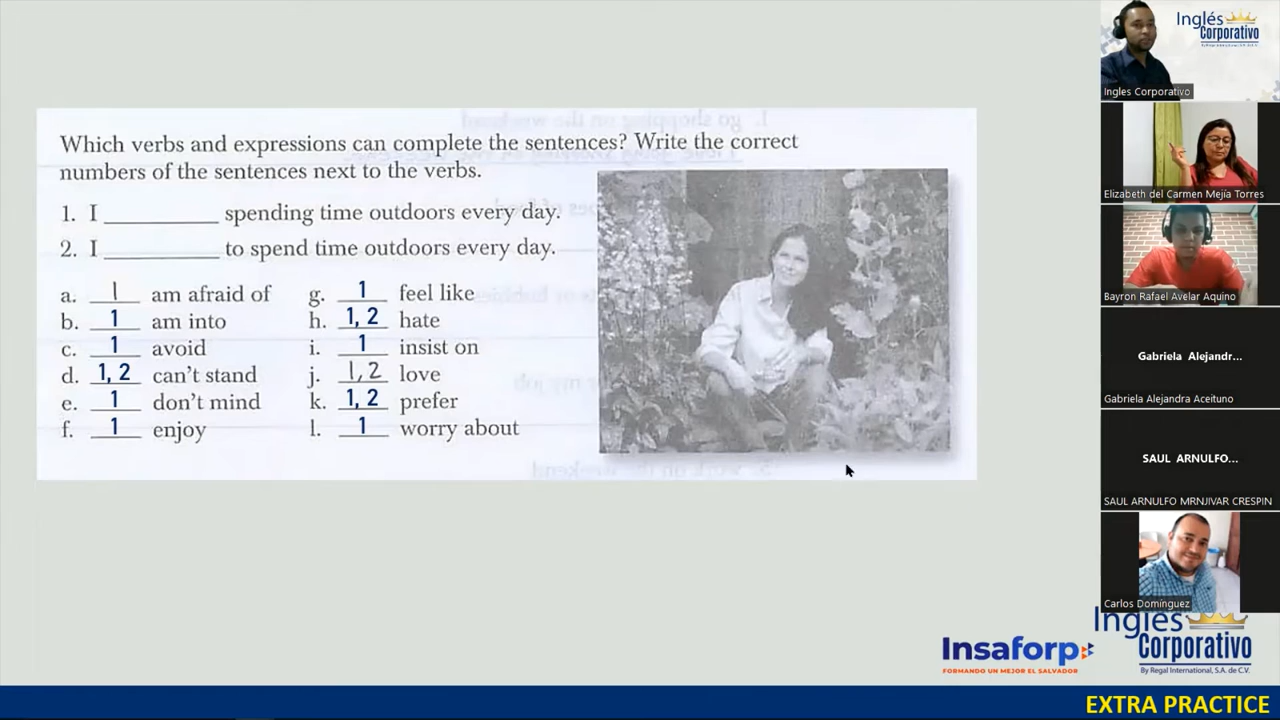 Which verbs and expressions can complete the sentences? Write the correct
numbers of the sentences next to the verbs.
1. I ________ spending time outdoors every day.
2. I ________ to spend time outdoors every day.
a. 1 am afraid of
b. 1 am into
c. 1 avoid
d. 1, 2 can't stand
e. 1 don't mind
f. 1 enjoy
g. 1 feel like
h. 1, 2 hate
i. 1 insist on
j. 1, 2 love
k. 1, 2 prefer
l. 1 worry about
Inglés
Corporativo
Ingles Corporativo
Elizabeth del Carmen Mejía Torres
Bayron Rafael Avelar Aquino
Gabriela Alejandr...
Gabriela Alejandra Aceituno
SAUL ARNULFO...
SAUL ARNULFO MRNJIVAR CRESPIN
Carlos Domínguez
Insaforp
FORMANDO UN MEJOR EL SALVADOR
Inglés
Corporativo
By Regal International, S.A. de C.V.
EXTRA PRACTICE